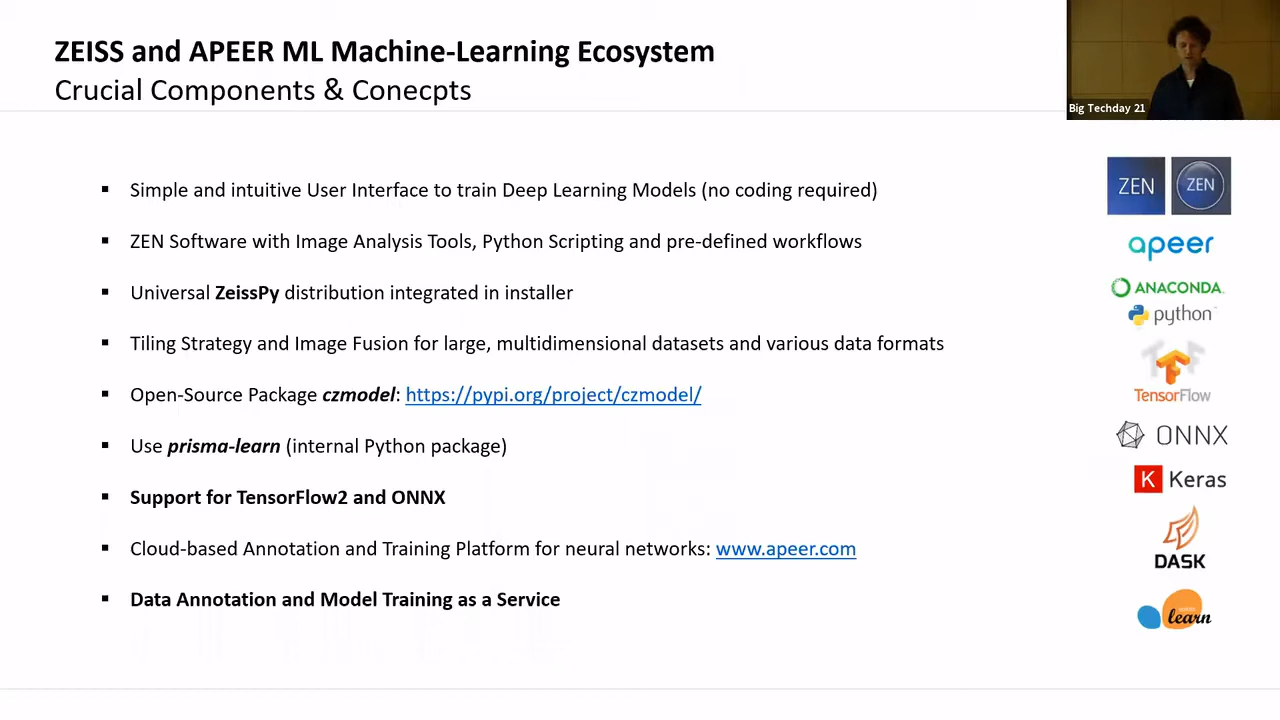 ZEISS and APEER ML Machine-Learning Ecosystem
Crucial Components & Conecpts
Big Techday 21
▪ Simple and intuitive User Interface to train Deep Learning Models (no coding required)
▪ ZEN Software with Image Analysis Tools, Python Scripting and pre-defined workflows
▪ Universal ZeissPy distribution integrated in installer
▪ Tiling Strategy and Image Fusion for large, multidimensional datasets and various data formats
▪ Open-Source Package czmodel: https://pypi.org/project/czmodel/
▪ Use prisma-learn (internal Python package)
▪ Support for TensorFlow2 and ONNX
▪ Cloud-based Annotation and Training Platform for neural networks: www.apeer.com
▪ Data Annotation and Model Training as a Service
ZEN ZEN
apeer
ANACONDA
python
TensorFlow
ONNX
K Keras
DASK
learn